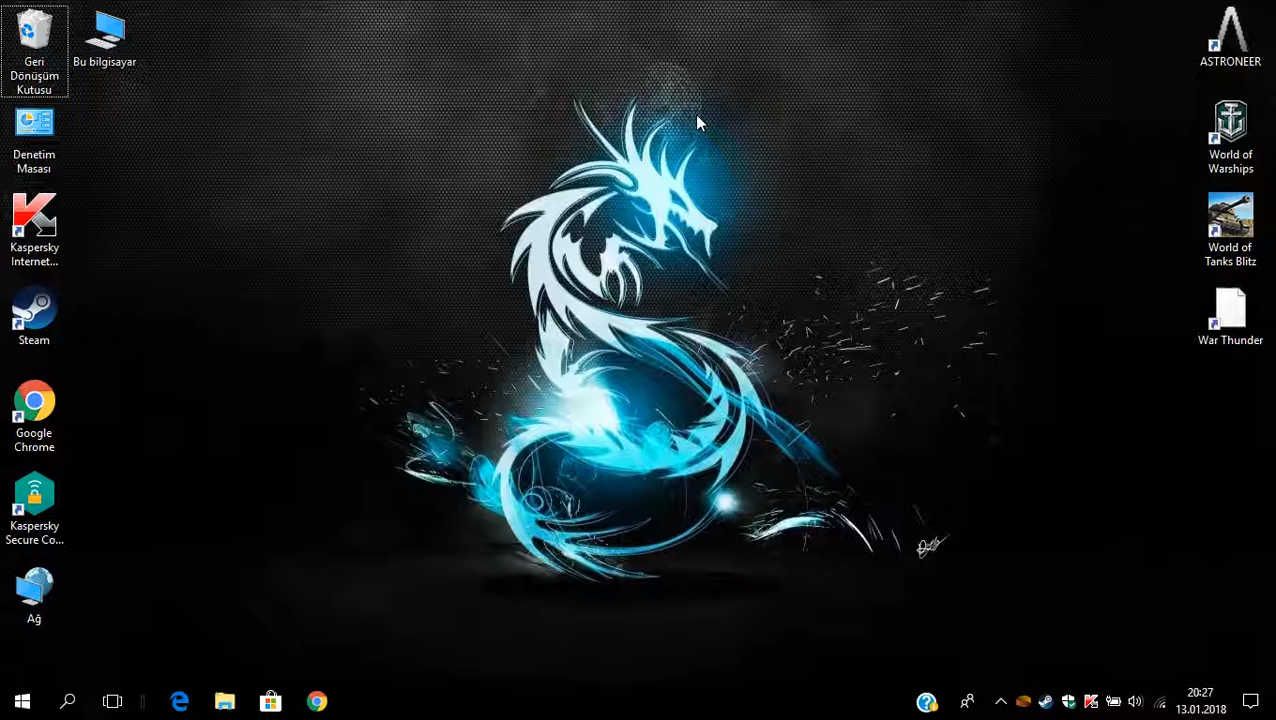 Geri
Dönüşüm
Kutusu
Bu bilgisayar
Denetim
Masası
Kaspersky
Internet...
Steam
Google
Chrome
Kaspersky
Secure Co...
Ağ
ASTRONEER
World of
Warships
World of
Tanks Blitz
War Thunder
20:27
13.01.2018